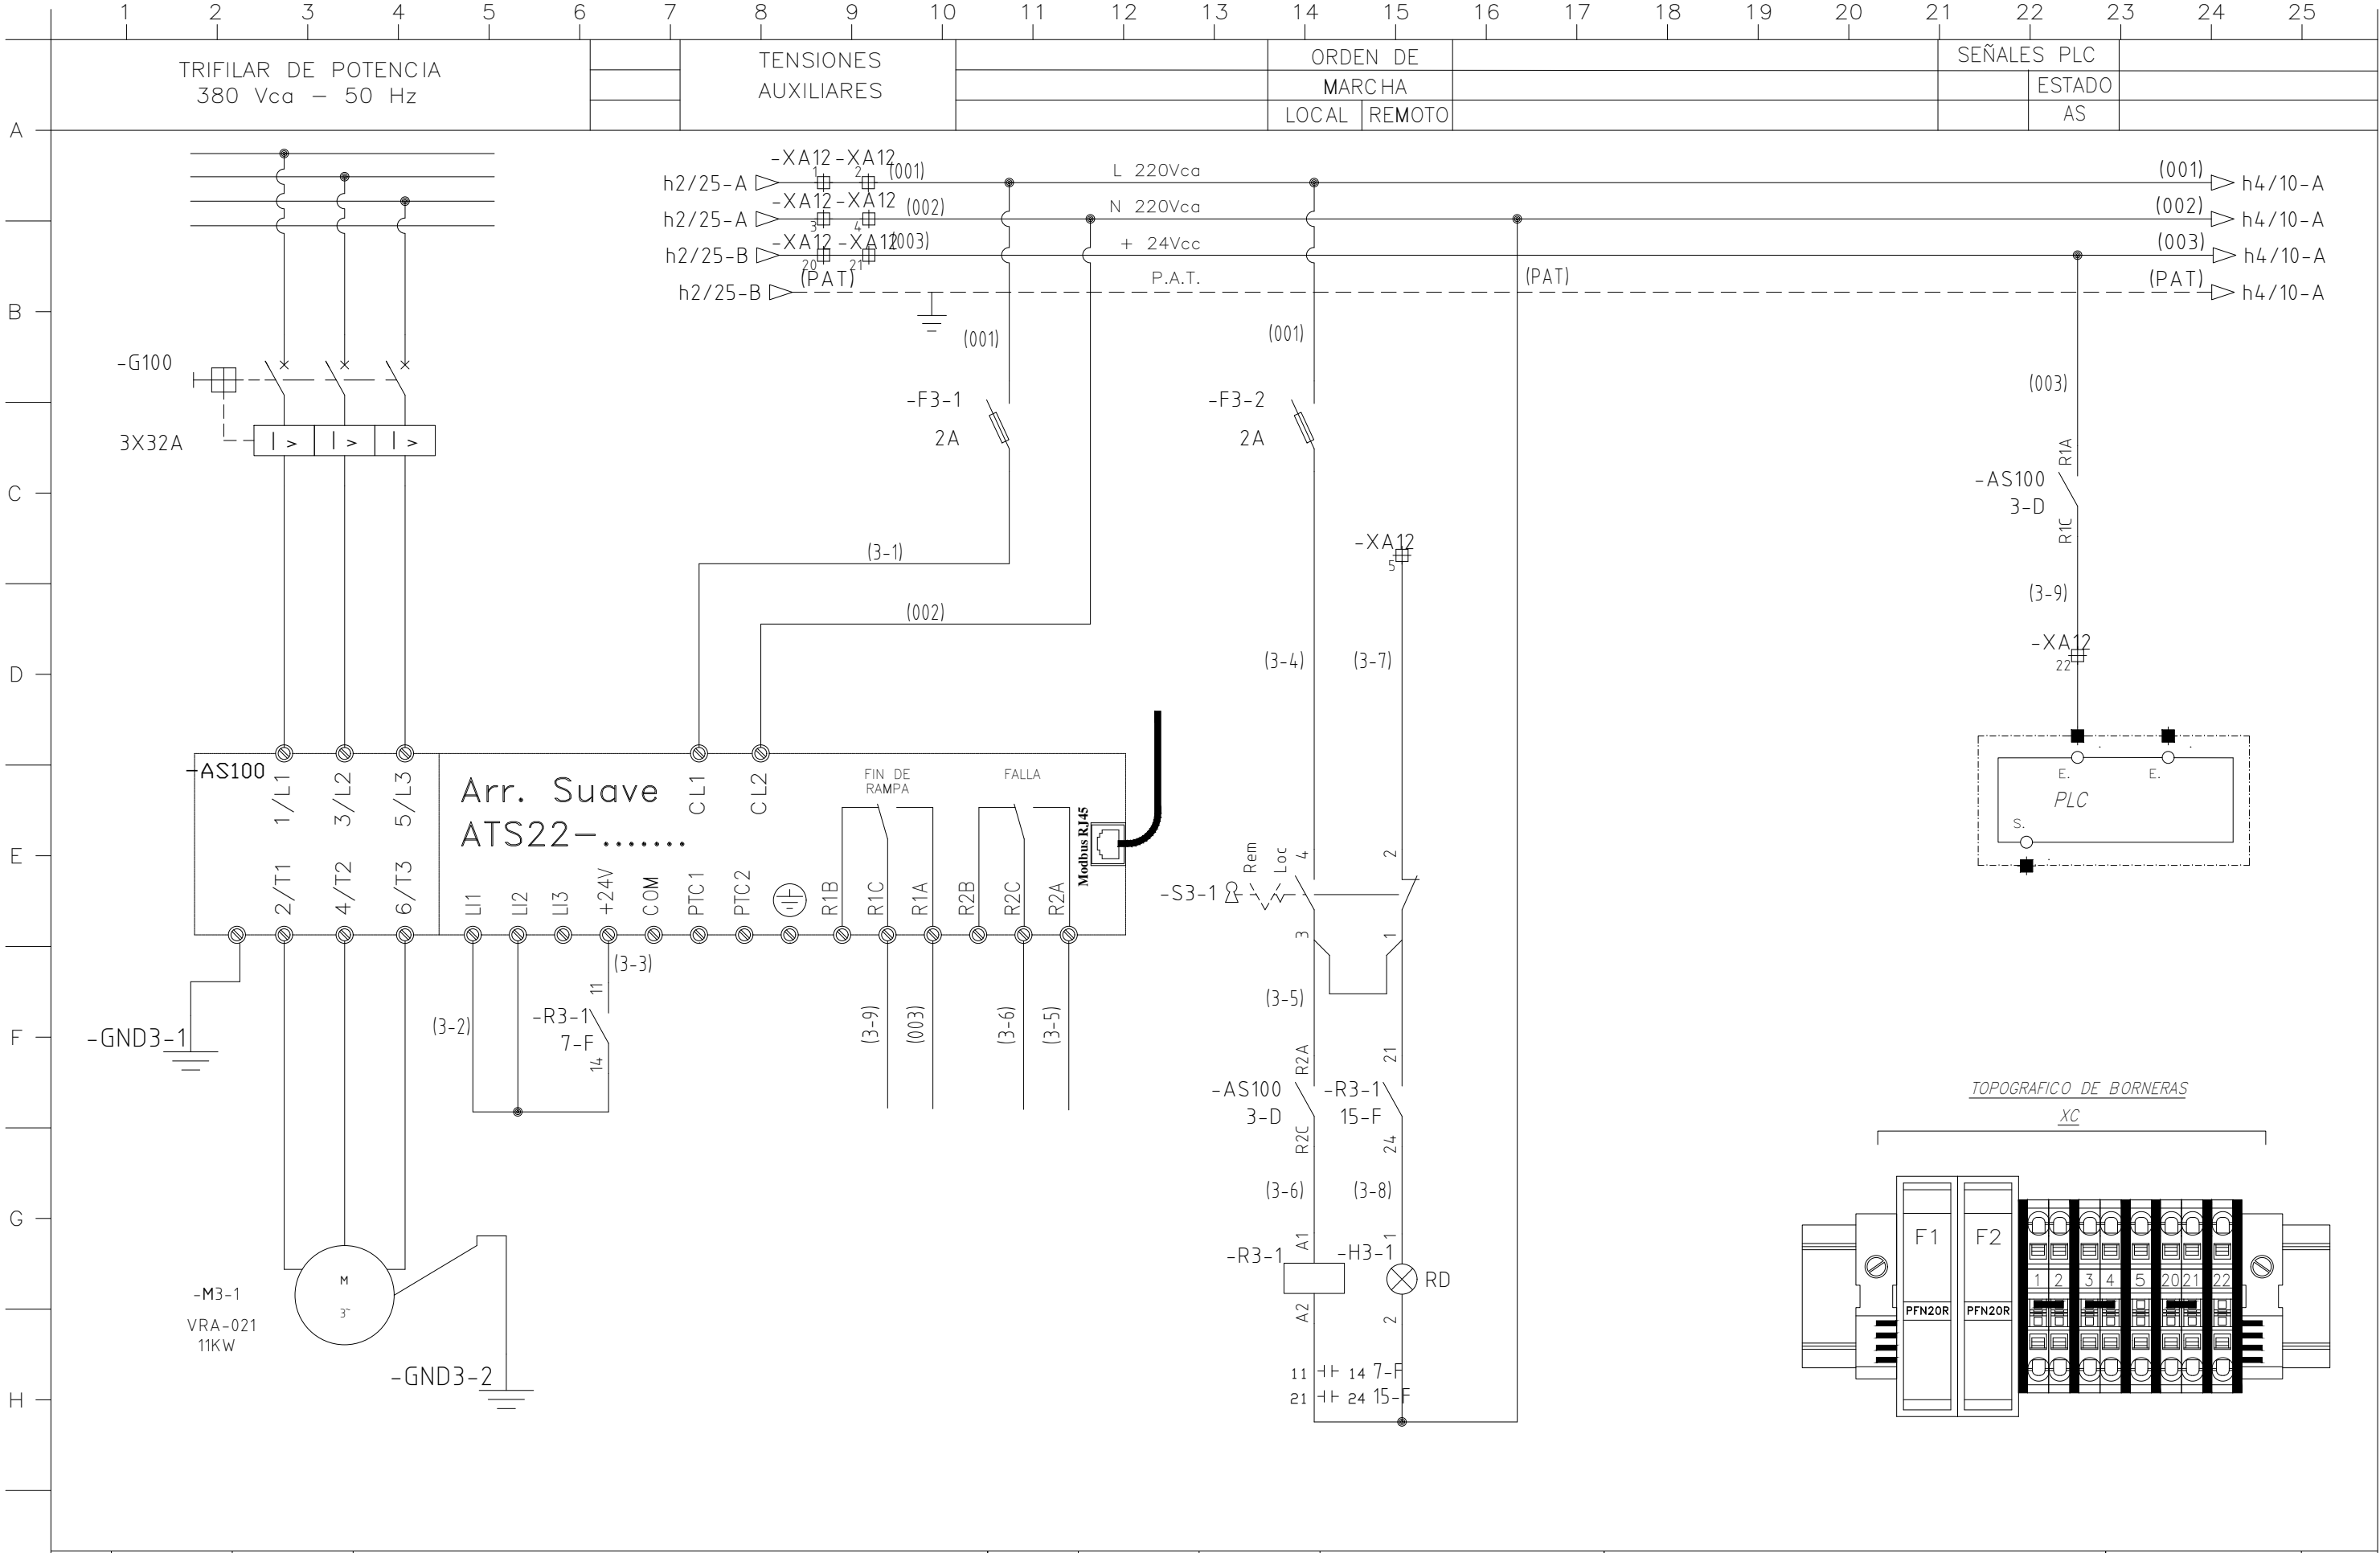 1 2 3 4 5 6 7 8 9 10 11 12 13 14 15 16 17 18 19 20 21 22 23 24 25
TRIFILAR DE POTENCIA
380 Vca – 50 Hz
TENSIONES
AUXILIARES
ORDEN DE
MARCHA
LOCAL REMOTO
SEÑALES PLC
ESTADO
AS
A
B
C
D
E
F
G
H
h2/25-A
-XA12 -XA12
1 2
(001)
L 220Vca
(001)
h4/10-A
h2/25-A
-XA12 -XA12
3 4
(002)
N 220Vca
(002)
h4/10-A
h2/25-B
-XA12 -XA12
20 21
(003)
+ 24Vcc
(003)
h4/10-A
h2/25-B
(PAT)
P.A.T.
(PAT)
(PAT)
h4/10-A
-G100
3X32A
I >
I >
I >
(001)
-F3-1
2A
(3-1)
(002)
(001)
-F3-2
2A
(3-4)
-XA12
5
(3-7)
(003)
R1A
-AS100
3-D
R1C
(3-9)
-XA12
22
E.
E.
PLC
S.
-AS100
1/L1
3/L2
5/L3
2/T1
4/T2
6/T3
Arr. Suave
ATS22-.......
CL1
CL2
FIN DE
RAMPA
FALLA
Modbus RJ45
LI1
LI2
LI3
+24V
COM
PTC1
PTC2
R1B
R1C
R1A
R2B
R2C
R2A
-GND3-1
(3-2)
(3-3)
11
-R3-1
7-F
14
(3-9)
(003)
(3-6)
(3-5)
-S3-1
Rem
Loc
4
3
2
1
(3-5)
R2A
-AS100
3-D
R2C
(3-6)
21
-R3-1
15-F
24
(3-8)
A1
-R3-1
A2
1
-H3-1
RD
2
11 14 7-F
21 24 15-F
M
3~
-M3-1
VRA-021
11KW
-GND3-2
TOPOGRAFICO DE BORNERAS
XC
F1
F2
1 2 3 4 5 20 21 22
PFN20R
PFN20R